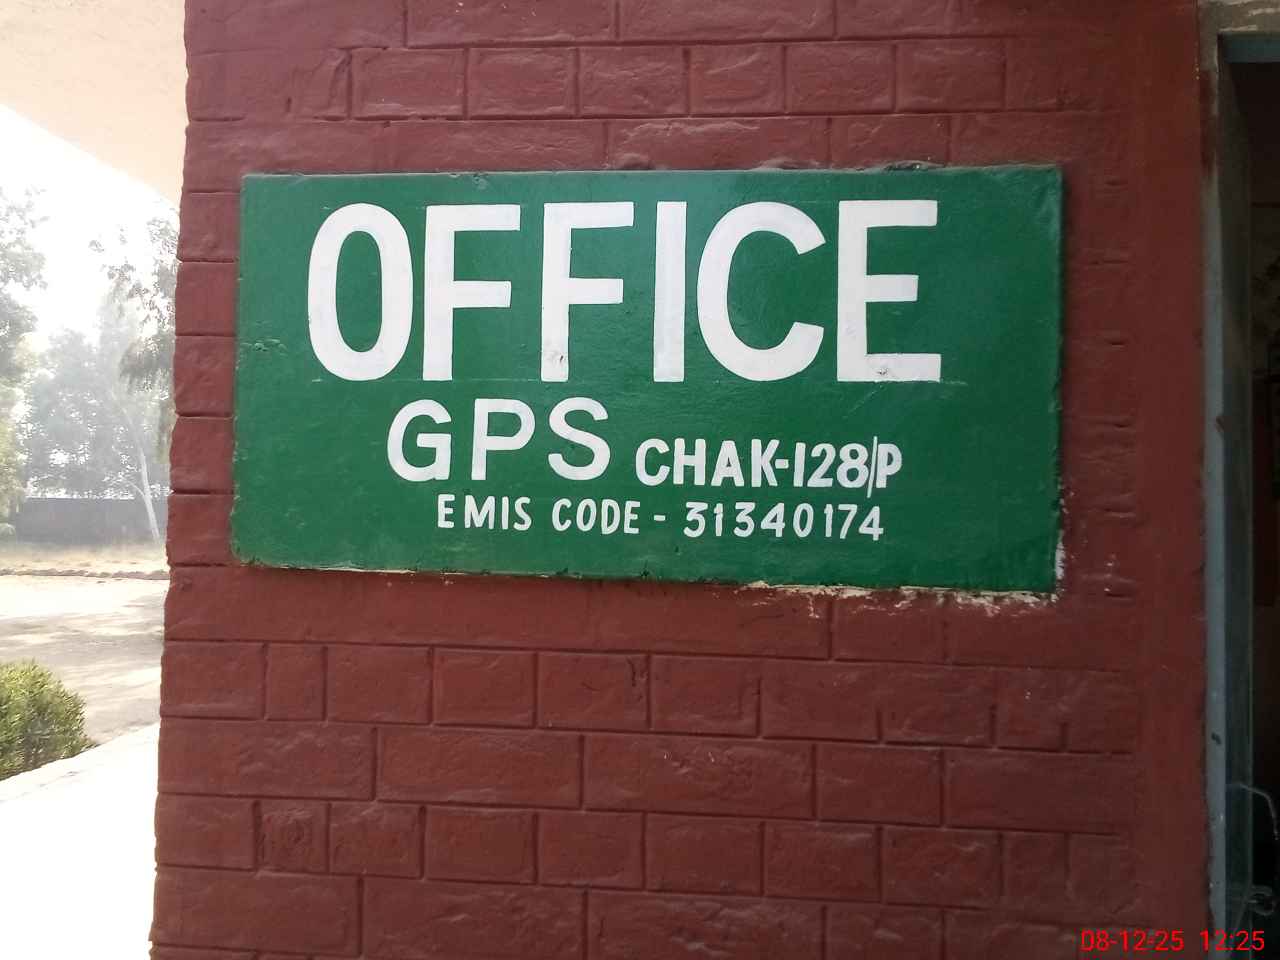 OFFICE
GPS CHAK-128/P
EMIS CODE - 31340174
08-12-25 12:25